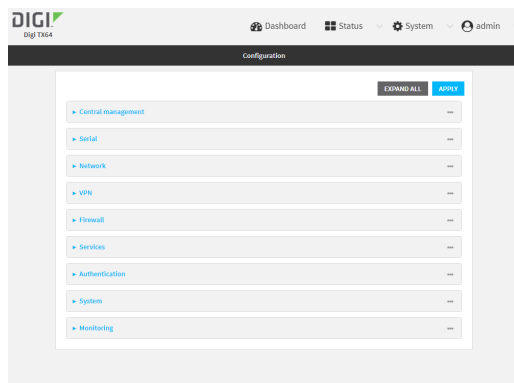 DIGI
Digi TX64
Dashboard Status System admin
Configuration
EXPAND ALL APPLY
Central management
Serial
Network
VPN
Firewall
Services
Authentication
System
Monitoring